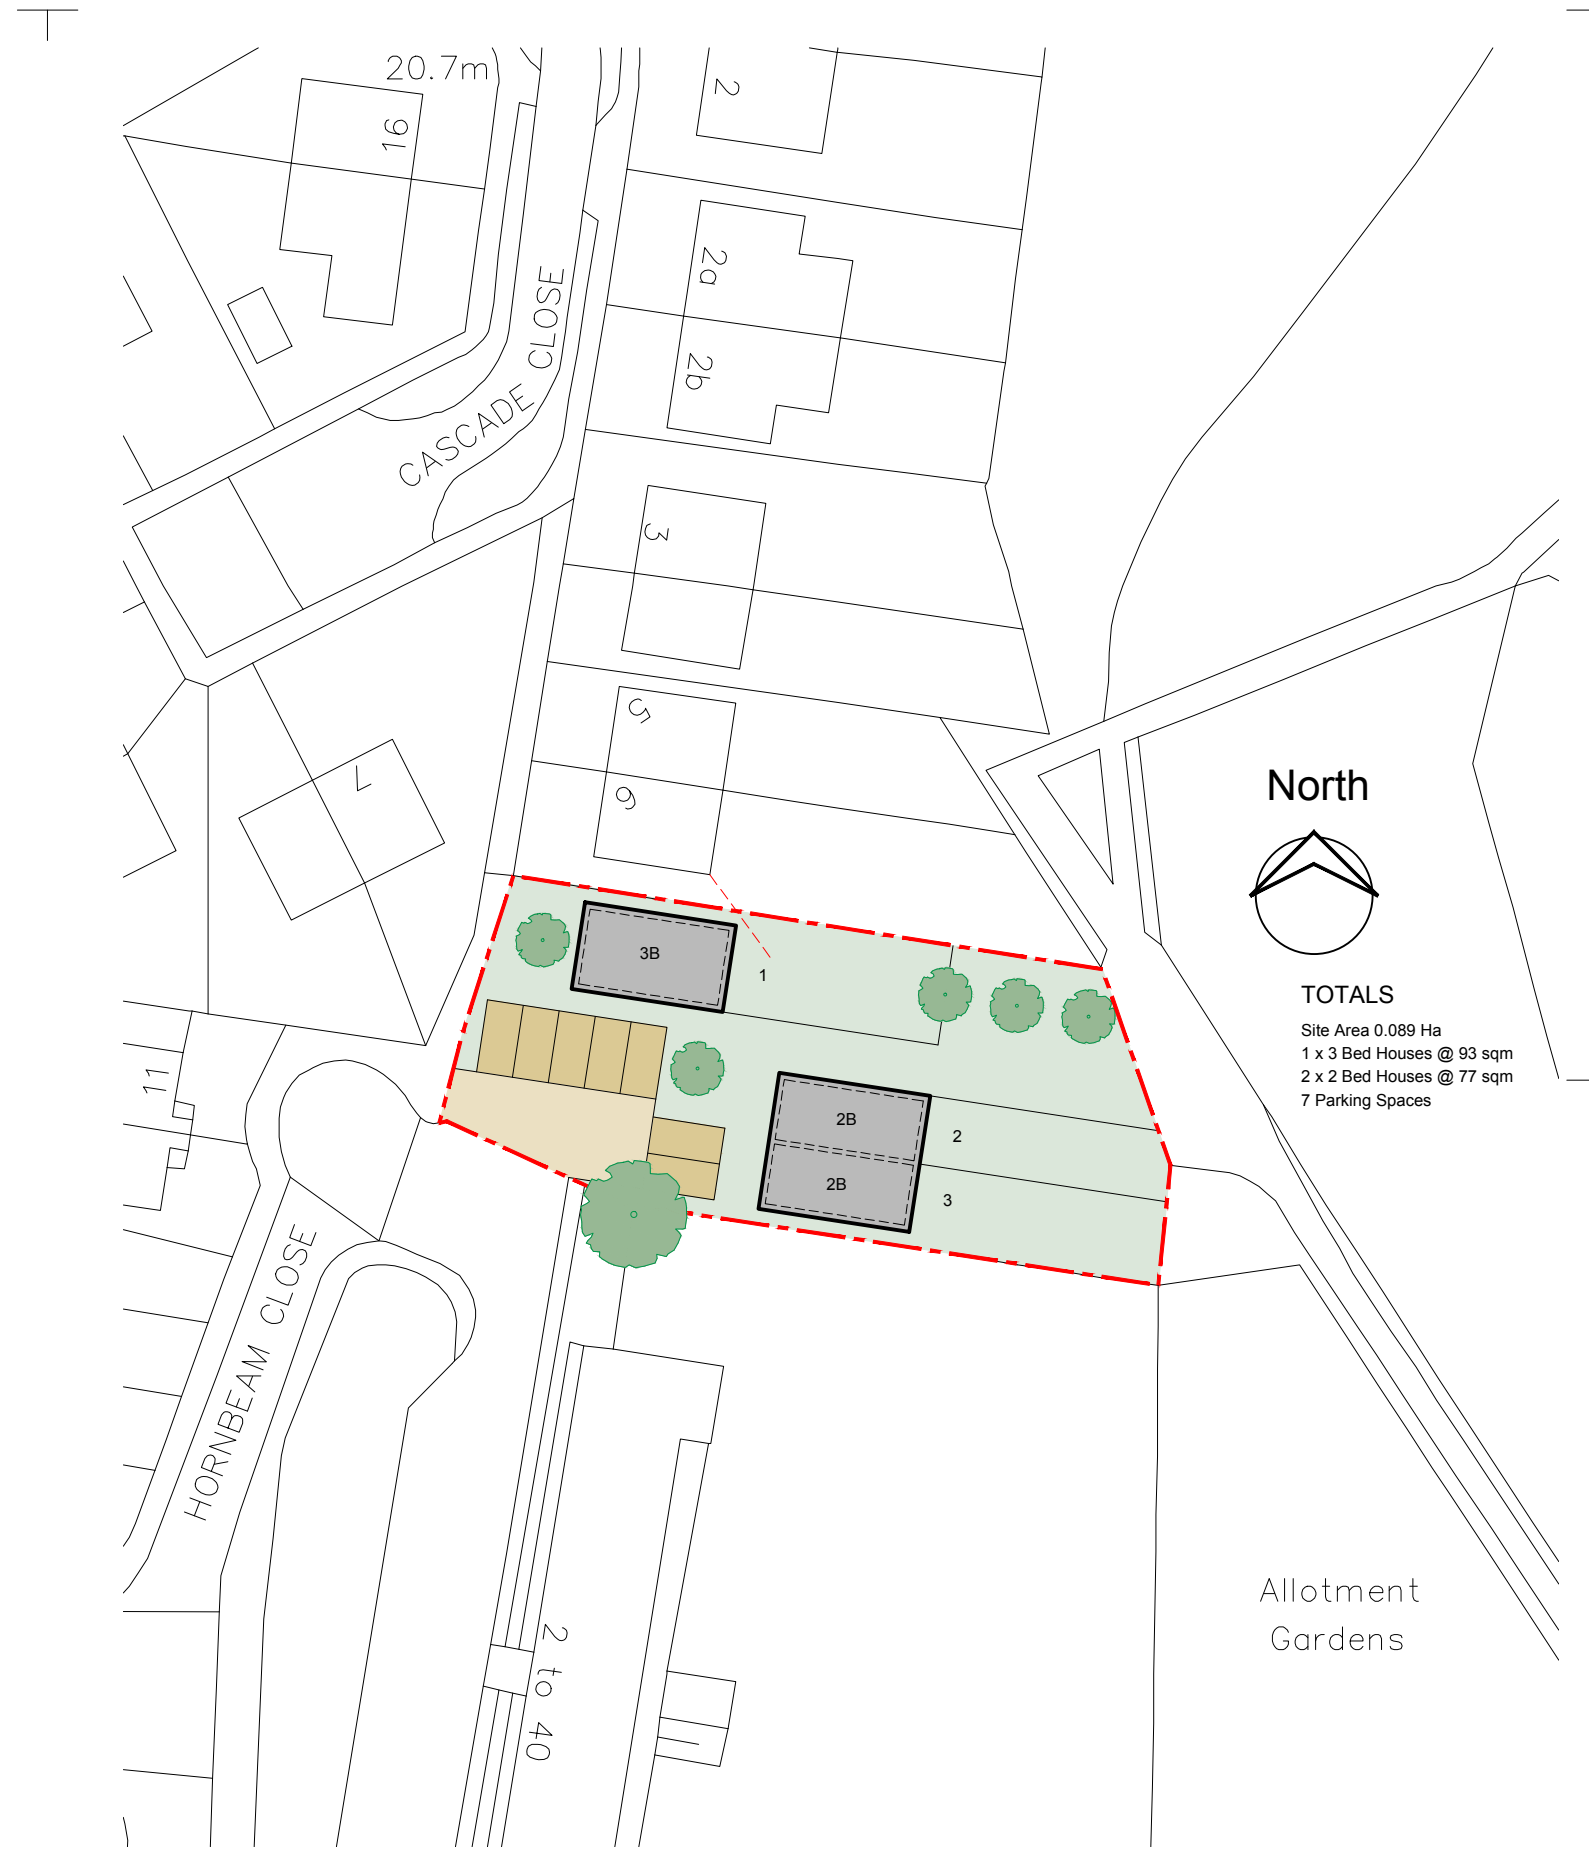 20.7m
19
2
2a
2b
CASCADE CLOSE
3
5
6
7
North
3B
1
TOTALS
Site Area 0.089 Ha
1 x 3 Bed Houses @ 93 sqm
2 x 2 Bed Houses @ 77 sqm
7 Parking Spaces
11
2B
2
2B
3
HORNBEAM CLOSE
2 to 40
Allotment
Gardens